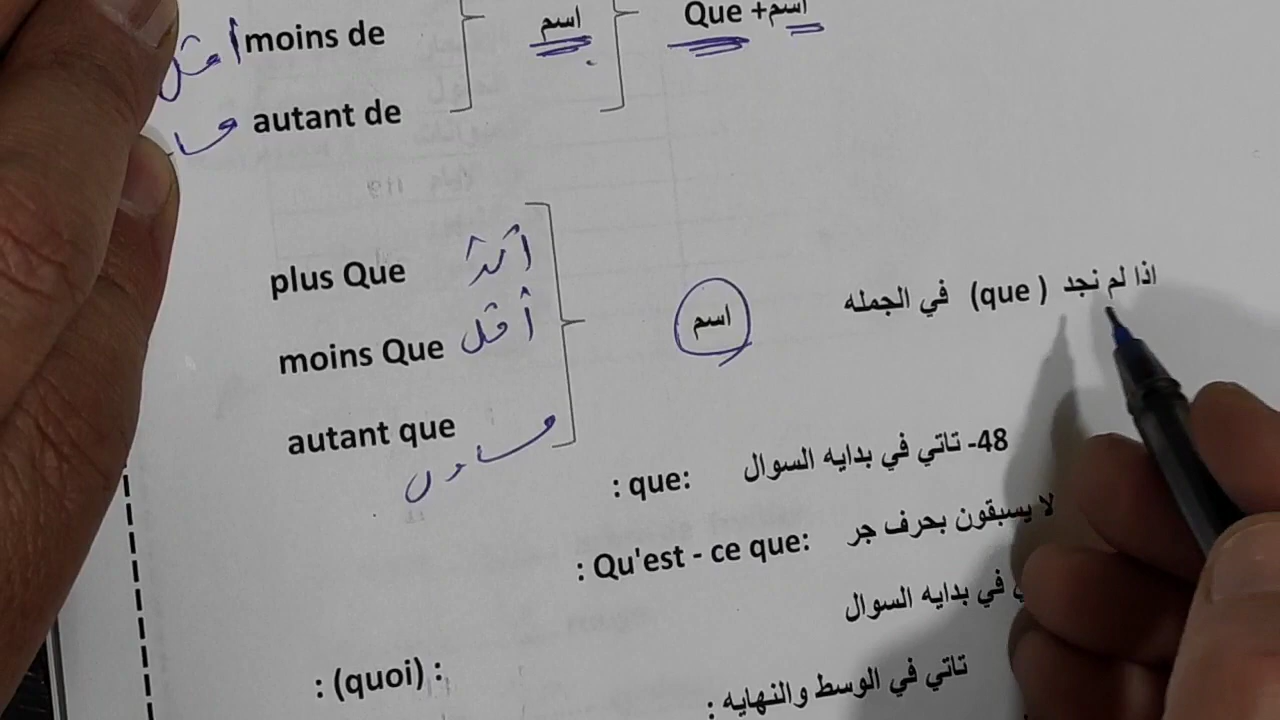 أقل moins de اسم Que +اسم
autant de
plus Que أكثر
moins Que أقل اسم اذا لم نجد (que ) في الجمله
autant que
48- تاتي في بدايه السوال : que:
لا يسبقون بحرف جر : Qu'est - ce que:
في بدايه السوال
: (quoi) :
تاتي في الوسط والنهايه :